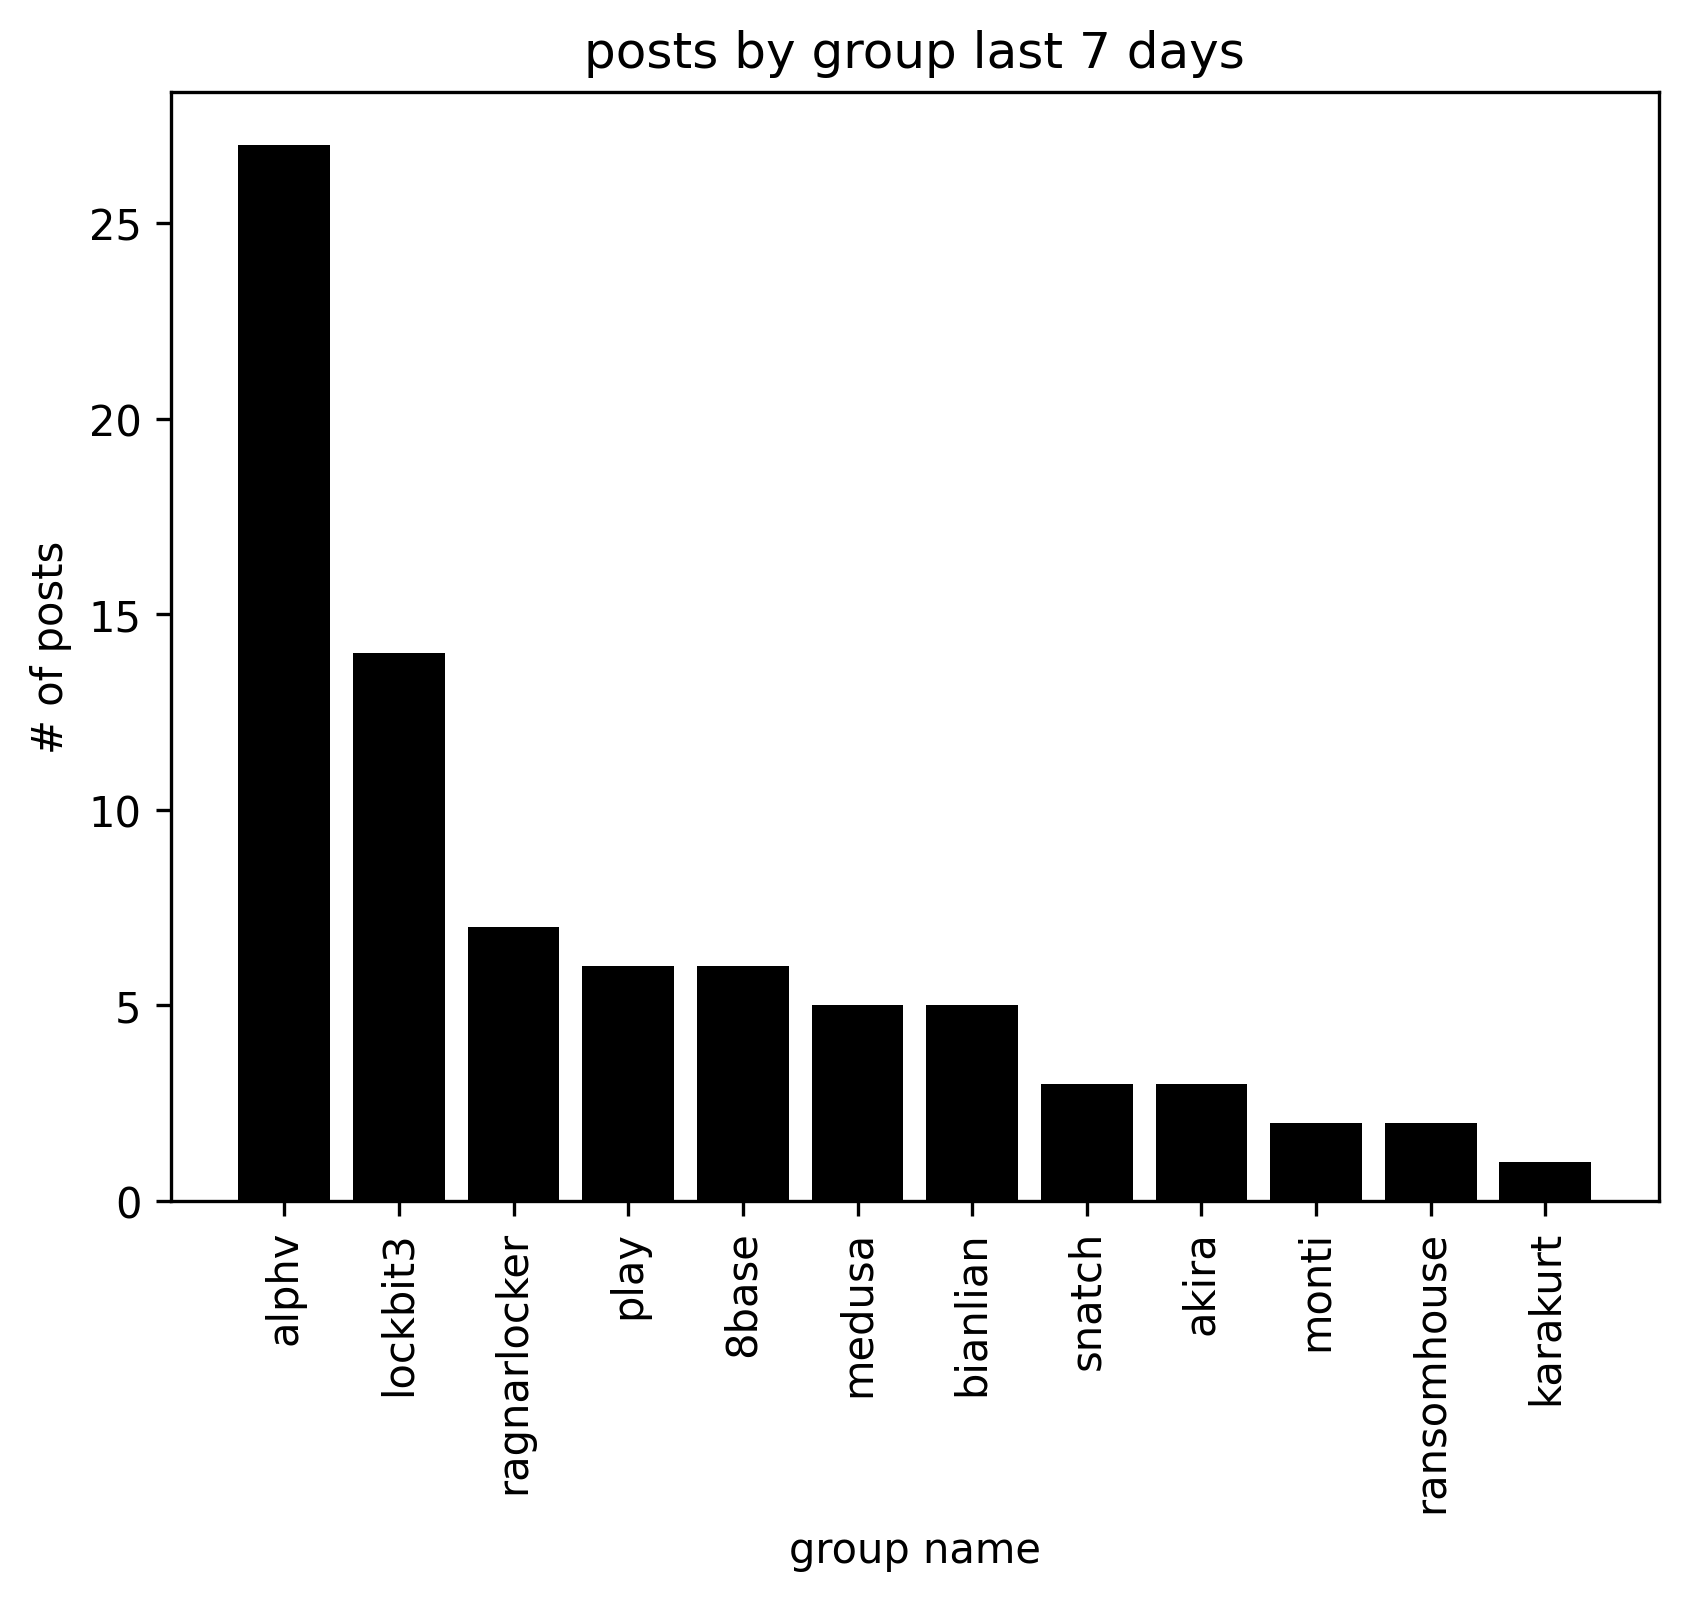 posts by group last 7 days
# of posts
25
20
15
10
5
0
alphv
lockbit3
ragnarlocker
play
8base
medusa
bianlian
snatch
akira
monti
ransomhouse
karakurt
group name